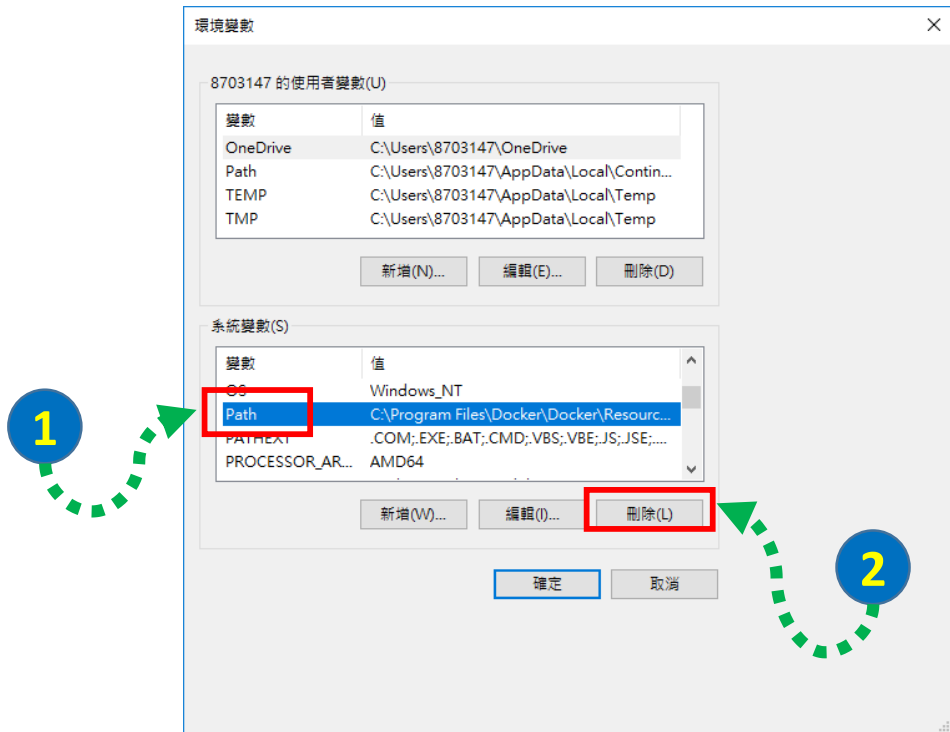 環境變數
8703147 的使用者變數(U)
變數 值
OneDrive C:\Users\8703147\OneDrive
Path C:\Users\8703147\AppData\Local\Contin...
TEMP C:\Users\8703147\AppData\Local\Temp
TMP C:\Users\8703147\AppData\Local\Temp
新增(N)... 編輯(E)... 刪除(D)
系統變數(S)
變數 值
OS Windows_NT
1 Path C:\Program Files\Docker\Docker\Resourc...
PATHEXT .COM;.EXE;.BAT;.CMD;.VBS;.VBE;.JS;.JSE;....
PROCESSOR_AR... AMD64
新增(W)... 編輯(I)... 刪除(L)
2
確定 取消